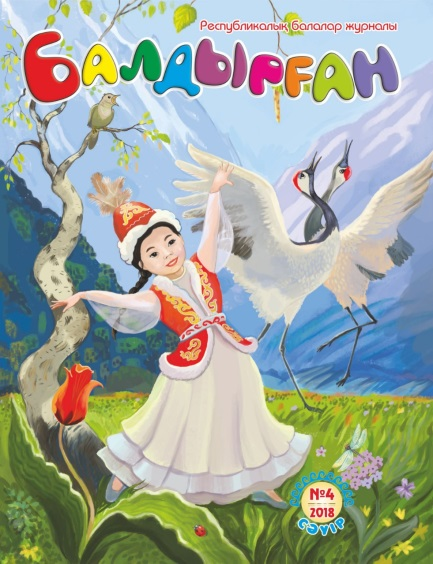 Республикалық балалар журналы
БАЛДЫРҒАН
№4
2018
СӘУІР